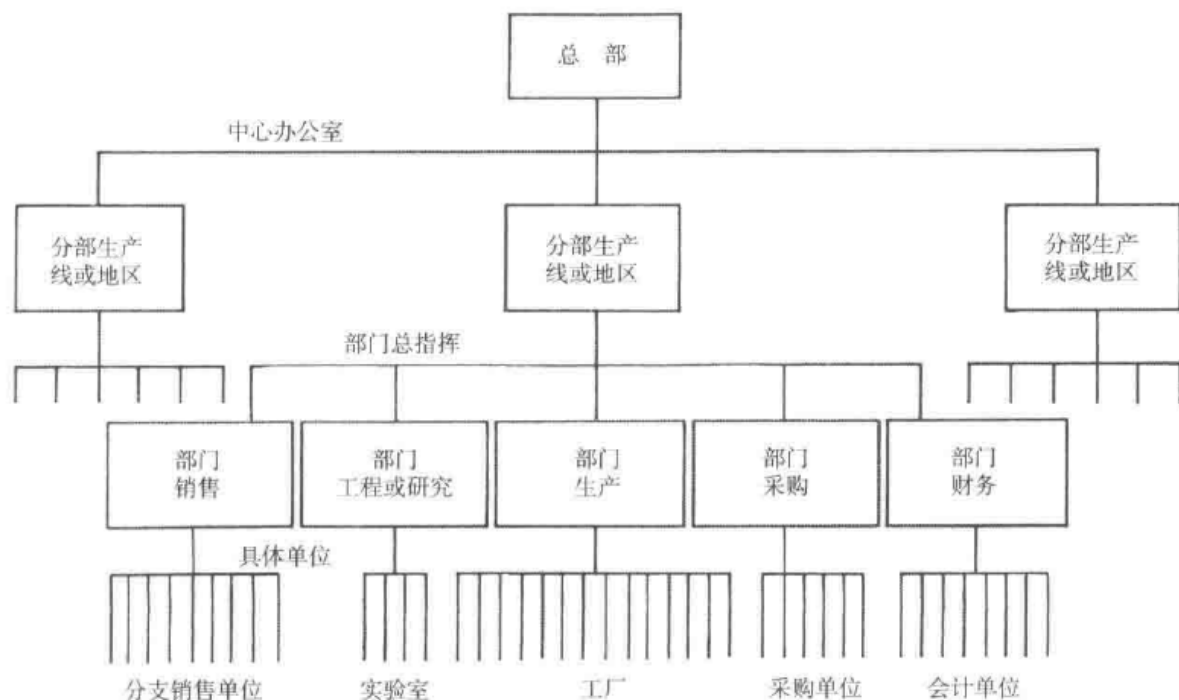 总 部
中心办公室
分部生产
线或地区
分部生产
线或地区
分部生产
线或地区
部门总指挥
部门
销售
部门
工程或研究
部门
生产
部门
采购
部门
财务
具体单位
分支销售单位
实验室
工厂
采购单位
会计单位